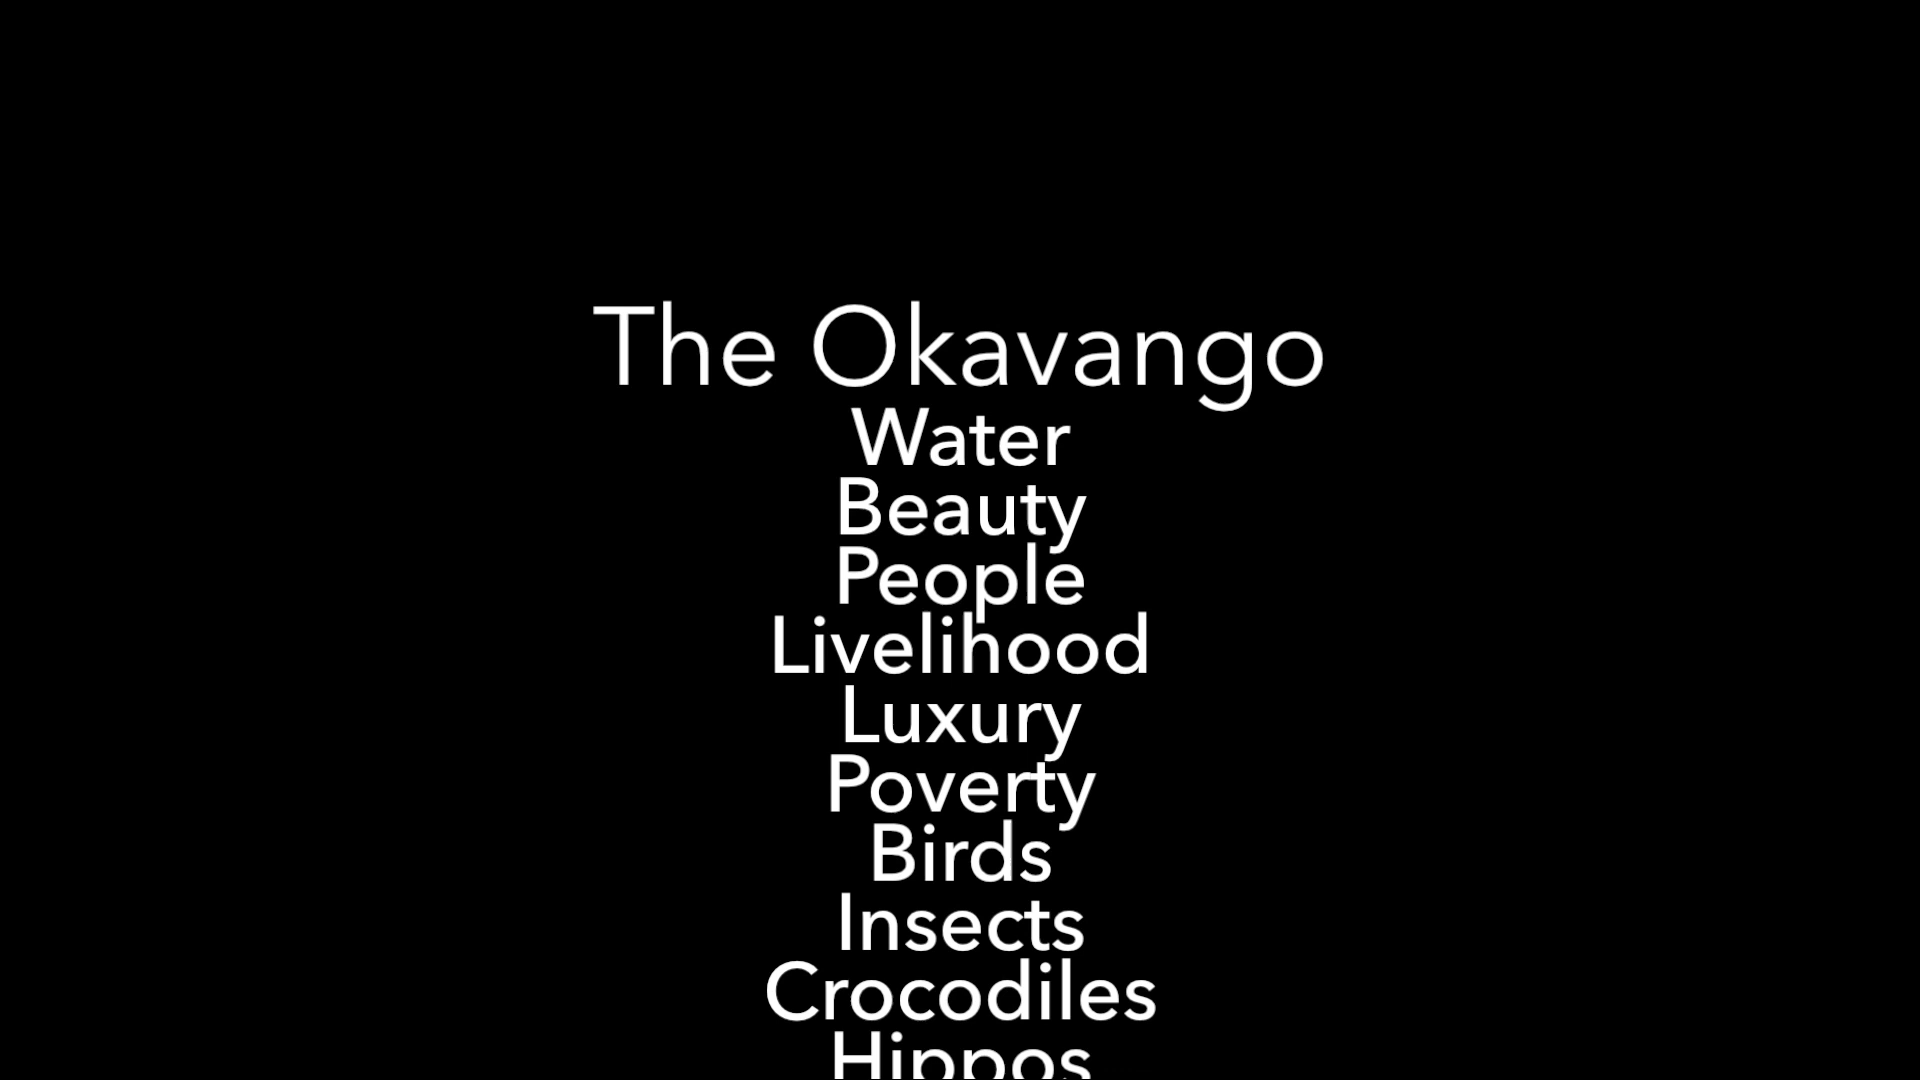 The Okavango
Water
Beauty
People
Livelihood
Luxury
Poverty
Birds
Insects
Crocodiles
Hippos